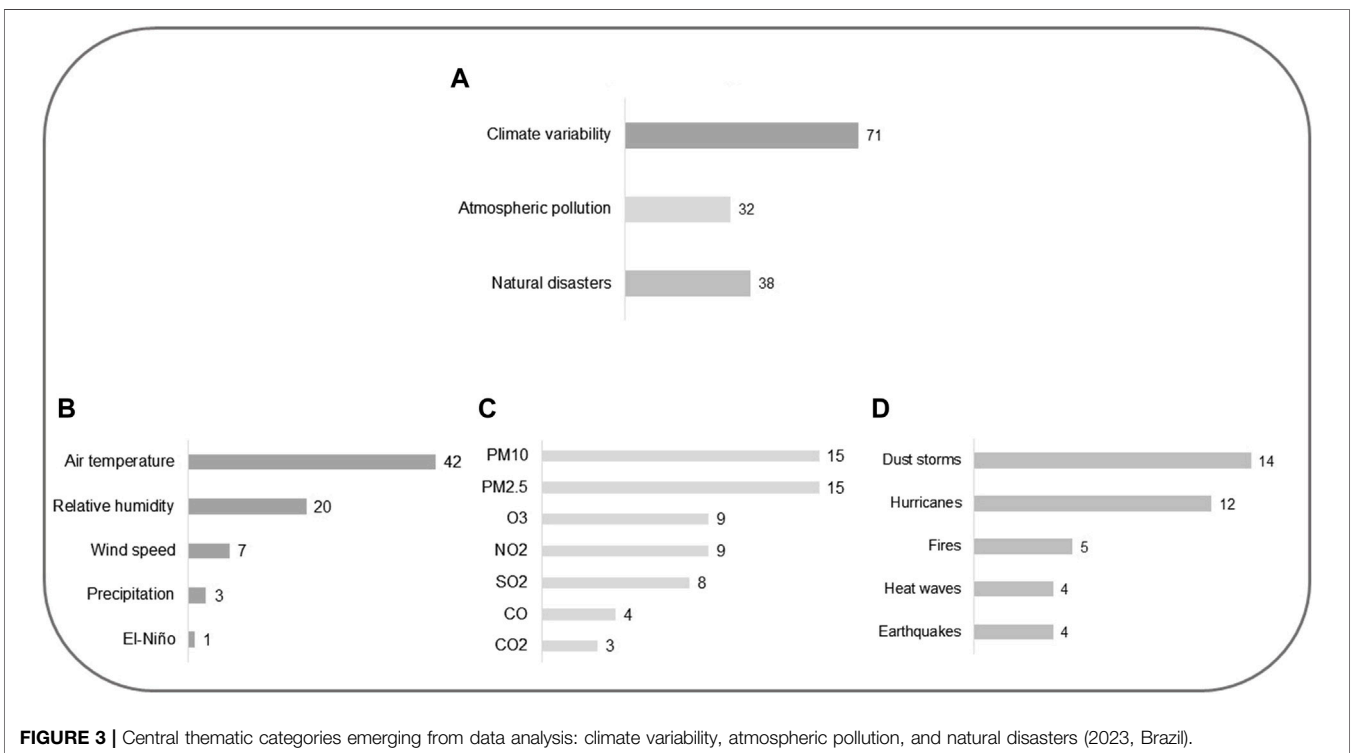 A
Climate variability 71
Atmospheric pollution 32
Natural disasters 38
B
Air temperature 42
Relative humidity 20
Wind speed 7
Precipitation 3
El-Niño 1
C
PM10 15
PM2.5 15
O3 9
NO2 9
SO2 8
CO 4
CO2 3
D
Dust storms 14
Hurricanes 12
Fires 5
Heat waves 4
Earthquakes 4
FIGURE 3 | Central thematic categories emerging from data analysis: climate variability, atmospheric pollution, and natural disasters (2023, Brazil).